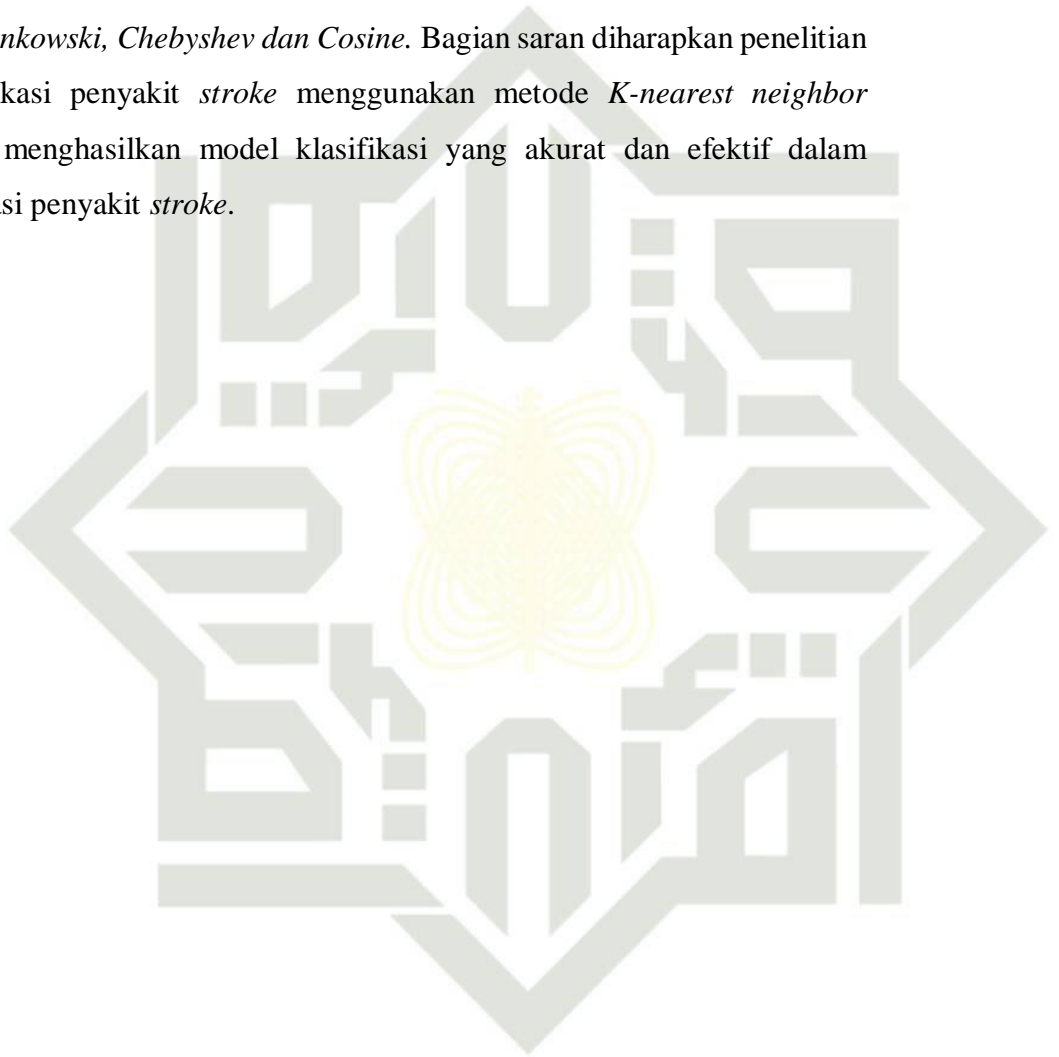 nkowski, Chebyshev dan Cosine. Bagian saran diharapkan penelitian
kasi penyakit stroke menggunakan metode K-nearest neighbor
menghasilkan model klasifikasi yang akurat dan efektif dalam
asi penyakit stroke.